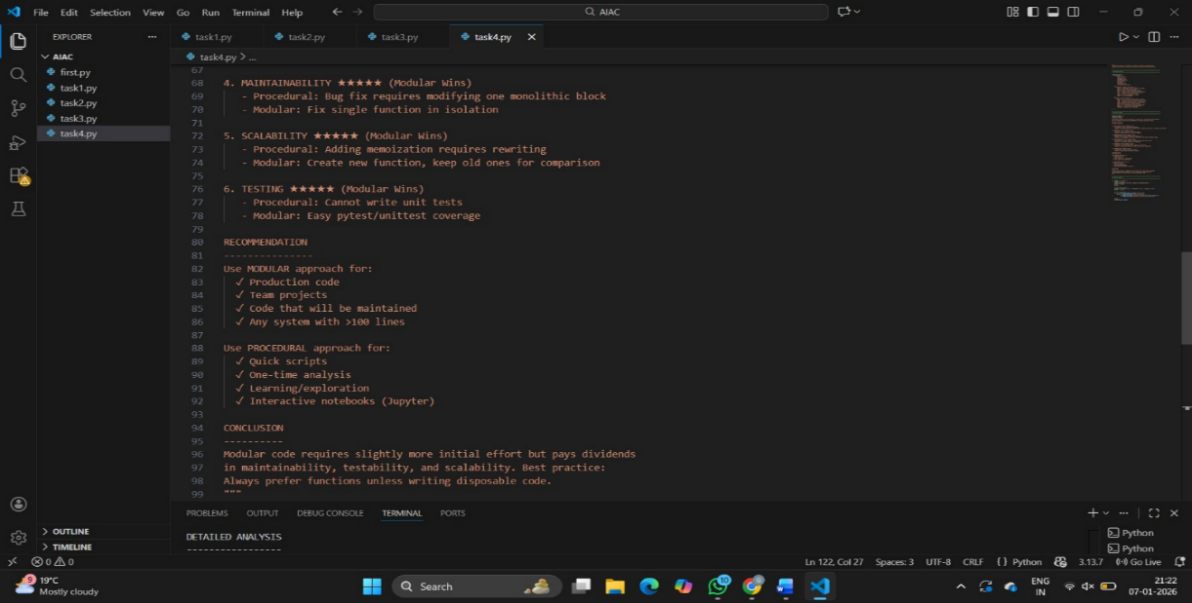 File Edit Selection View Go Run Terminal Help
AIAC
EXPLORER
task1.py
task2.py
task3.py
task4.py
AIAC
first.py
task1.py
task2.py
task3.py
task4.py
OUTLINE
TIMELINE
task4.py > ...
67
68 4. MAINTAINABILITY ★★★★★ (Modular Wins)
69 - Procedural: Bug fix requires modifying one monolithic block
70 - Modular: Fix single function in isolation
71
72 5. SCALABILITY ★★★★★ (Modular Wins)
73 - Procedural: Adding memoization requires rewriting
74 - Modular: Create new function, keep old ones for comparison
75
76 6. TESTING ★★★★★ (Modular Wins)
77 - Procedural: Cannot write unit tests
78 - Modular: Easy pytest/unittest coverage
79
80 RECOMMENDATION
81 ---------------
82 Use MODULAR approach for:
83 ✓ Production code
84 ✓ Team projects
85 ✓ Code that will be maintained
86 ✓ Any system with >100 lines
87
88 Use PROCEDURAL approach for:
89 ✓ Quick scripts
90 ✓ One-time analysis
91 ✓ Learning/exploration
92 ✓ Interactive notebooks (Jupyter)
93
94 CONCLUSION
95 ----------
96 Modular code requires slightly more initial effort but pays dividends
97 in maintainability, testability, and scalability. Best practice:
98 Always prefer functions unless writing disposable code.
99 """
PROBLEMS OUTPUT DEBUG CONSOLE TERMINAL PORTS
DETAILED ANALYSIS
-----------------
Python
Python
0 0
Ln 122, Col 27 Spaces: 3 UTF-8 CRLF {} Python 3.13.7 Go Live
9
19°C
Mostly cloudy
Search
10
ENG
IN
21:22
07-01-2026